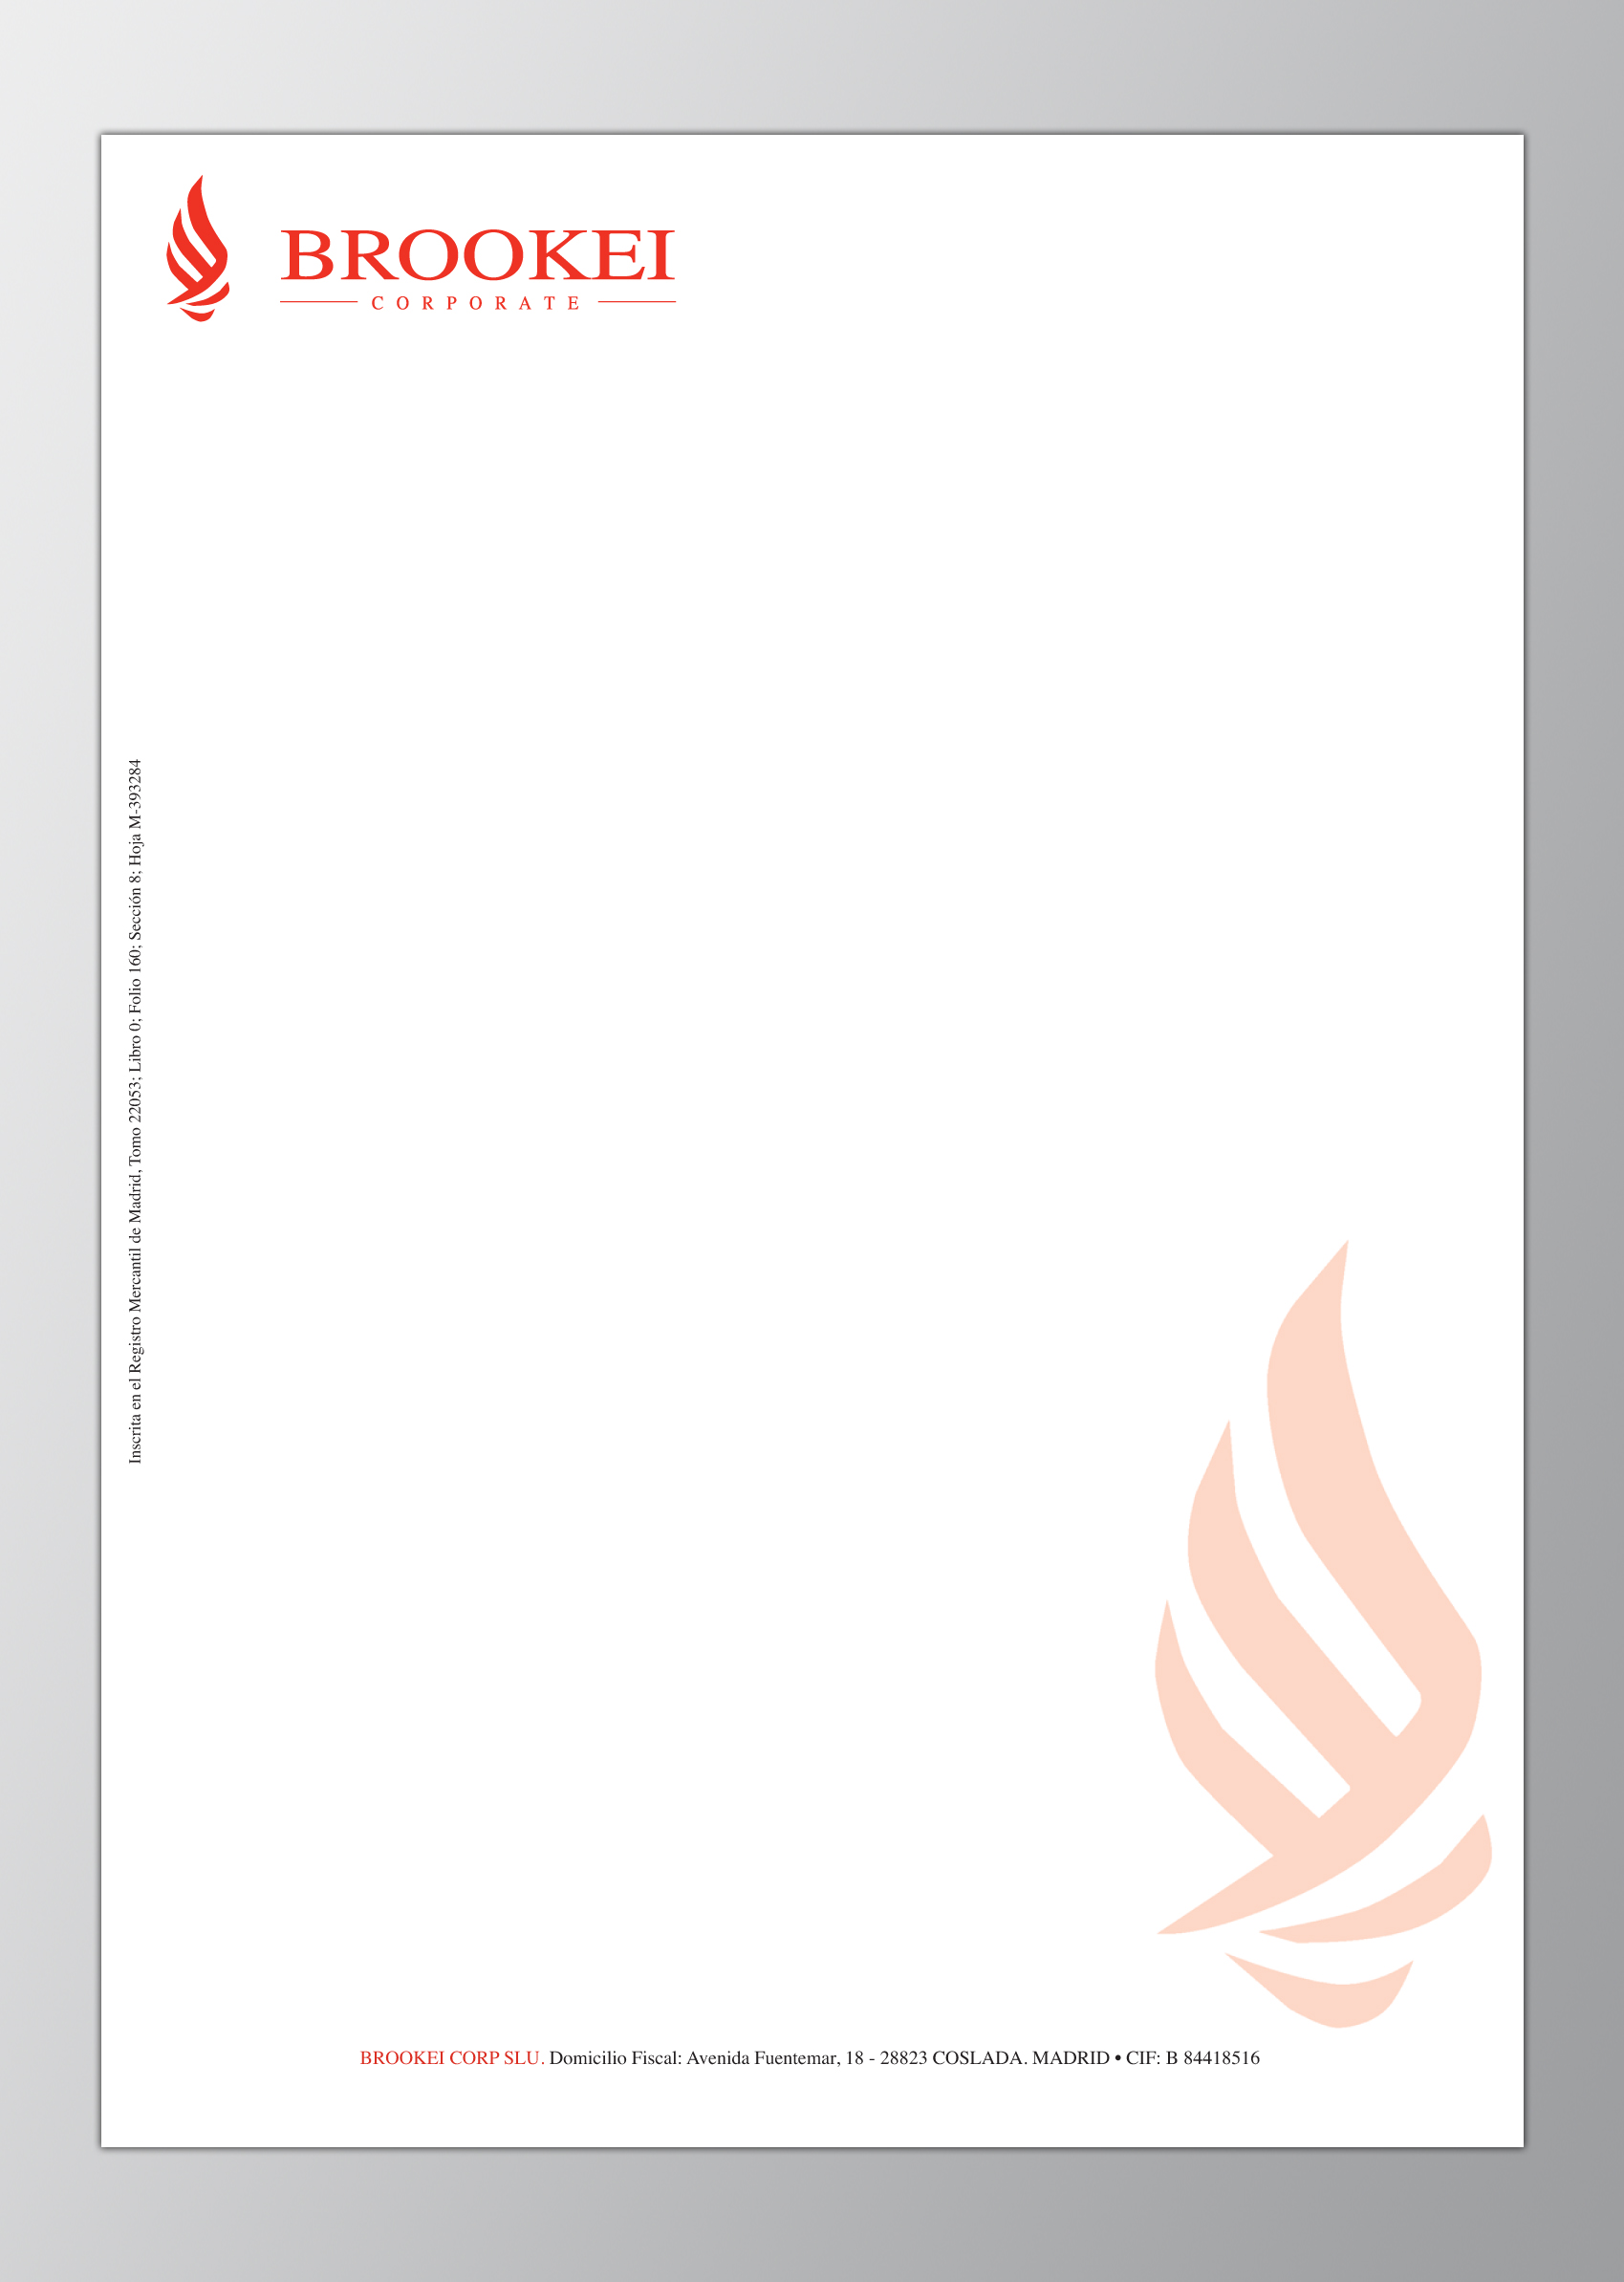 BROOKEI
CORPORATE
Inscrita en el Registro Mercantil de Madrid, Tomo 22053; Libro 0; Folio 160; Sección 8; Hoja M-393284
BROOKEI CORP SLU. Domicilio Fiscal: Avenida Fuentemar, 18 - 28823 COSLADA. MADRID • CIF: B 84418516